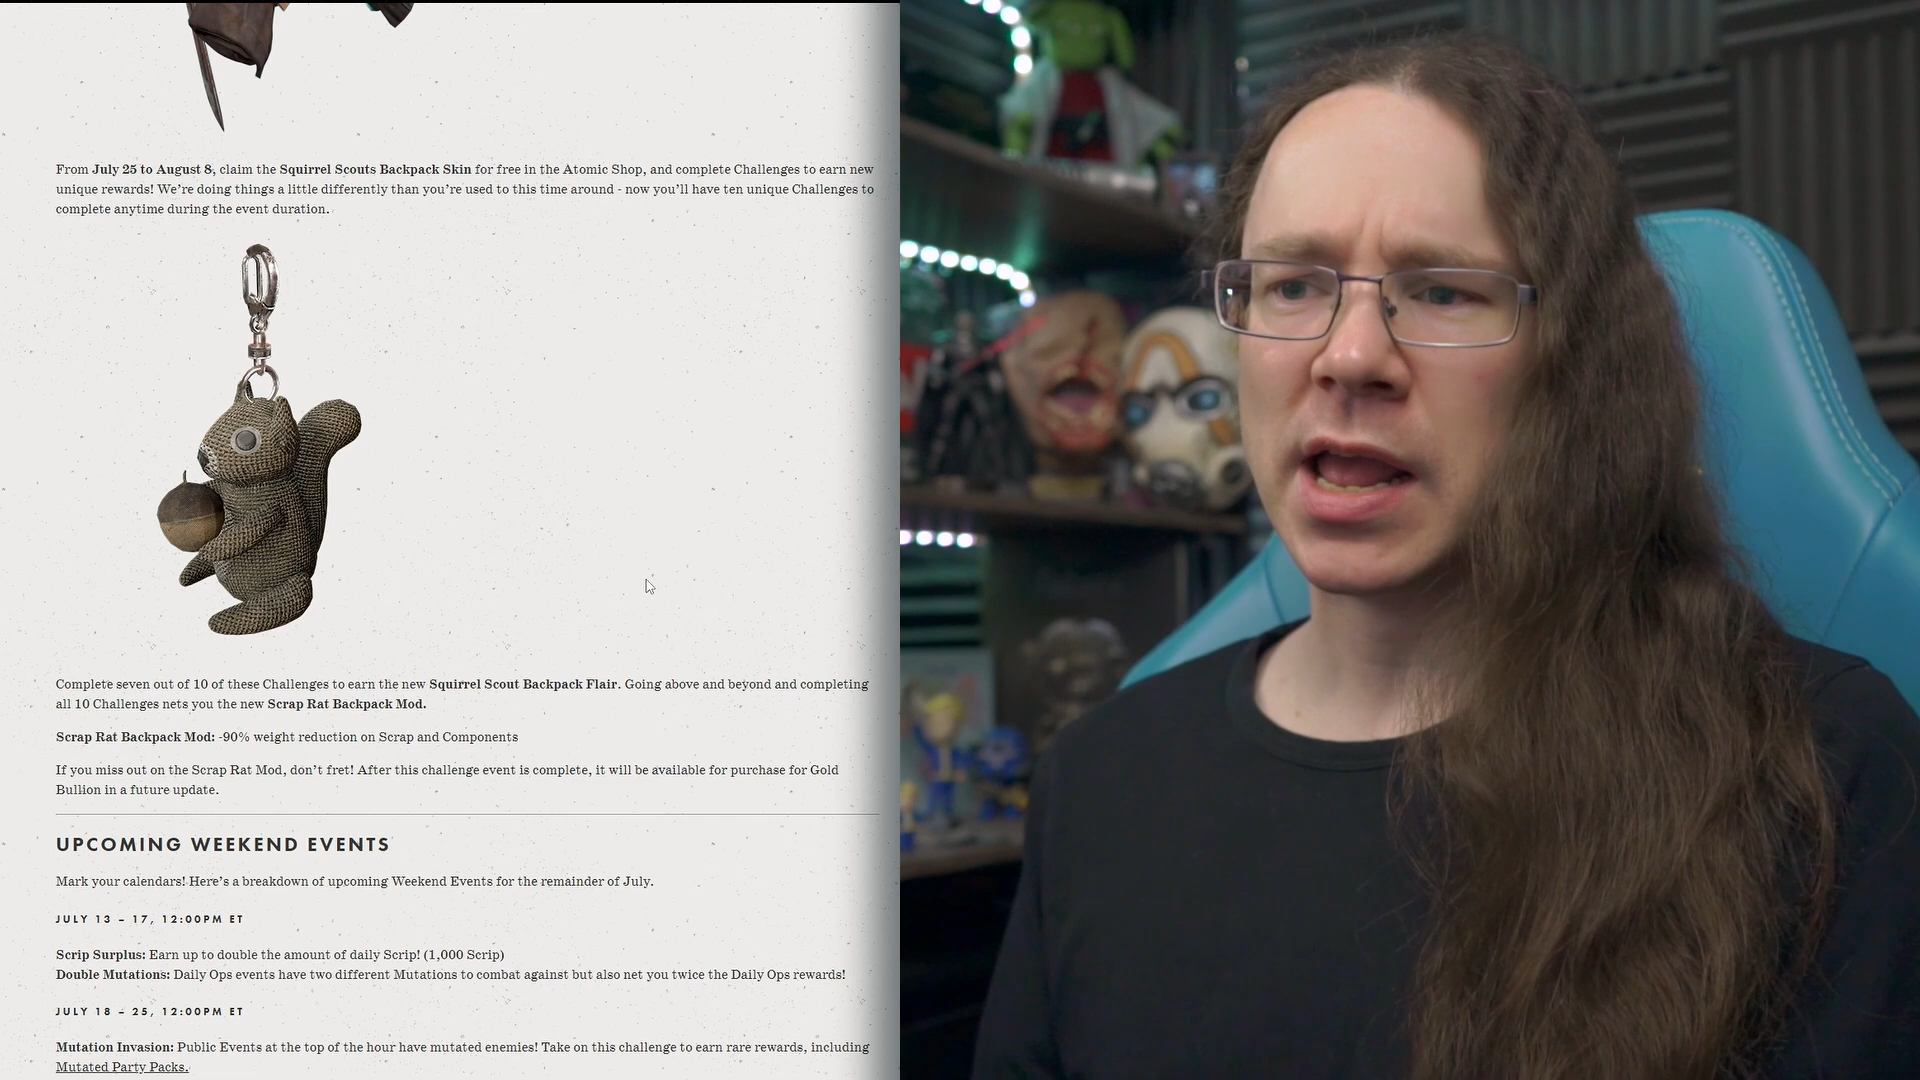 From July 25 to August 8, claim the Squirrel Scouts Backpack Skin for free in the Atomic Shop, and complete Challenges to earn new
unique rewards! We're doing things a little differently than you're used to this time around - now you'll have ten unique Challenges to
complete anytime during the event duration.
Complete seven out of 10 of these Challenges to earn the new Squirrel Scout Backpack Flair. Going above and beyond and completing
all 10 Challenges nets you the new Scrap Rat Backpack Mod.
Scrap Rat Backpack Mod: -90% weight reduction on Scrap and Components
If you miss out on the Scrap Rat Mod, don't fret! After this challenge event is complete, it will be available for purchase for Gold
Bullion in a future update.
UPCOMING WEEKEND EVENTS
Mark your calendars! Here's a breakdown of upcoming Weekend Events for the remainder of July.
JULY 13 – 17, 12:00PM ET
Scrip Surplus: Earn up to double the amount of daily Scrip! (1,000 Scrip)
Double Mutations: Daily Ops events have two different Mutations to combat against but also net you twice the Daily Ops rewards!
JULY 18 – 25, 12:00PM ET
Mutation Invasion: Public Events at the top of the hour have mutated enemies! Take on this challenge to earn rare rewards, including
Mutated Party Packs.